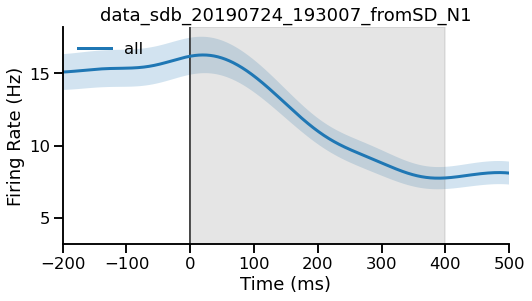 data_sdb_20190724_193007_fromSD_N1
all
Firing Rate (Hz)
15
10
5
−200 −100 0 100 200 300 400 500
Time (ms)